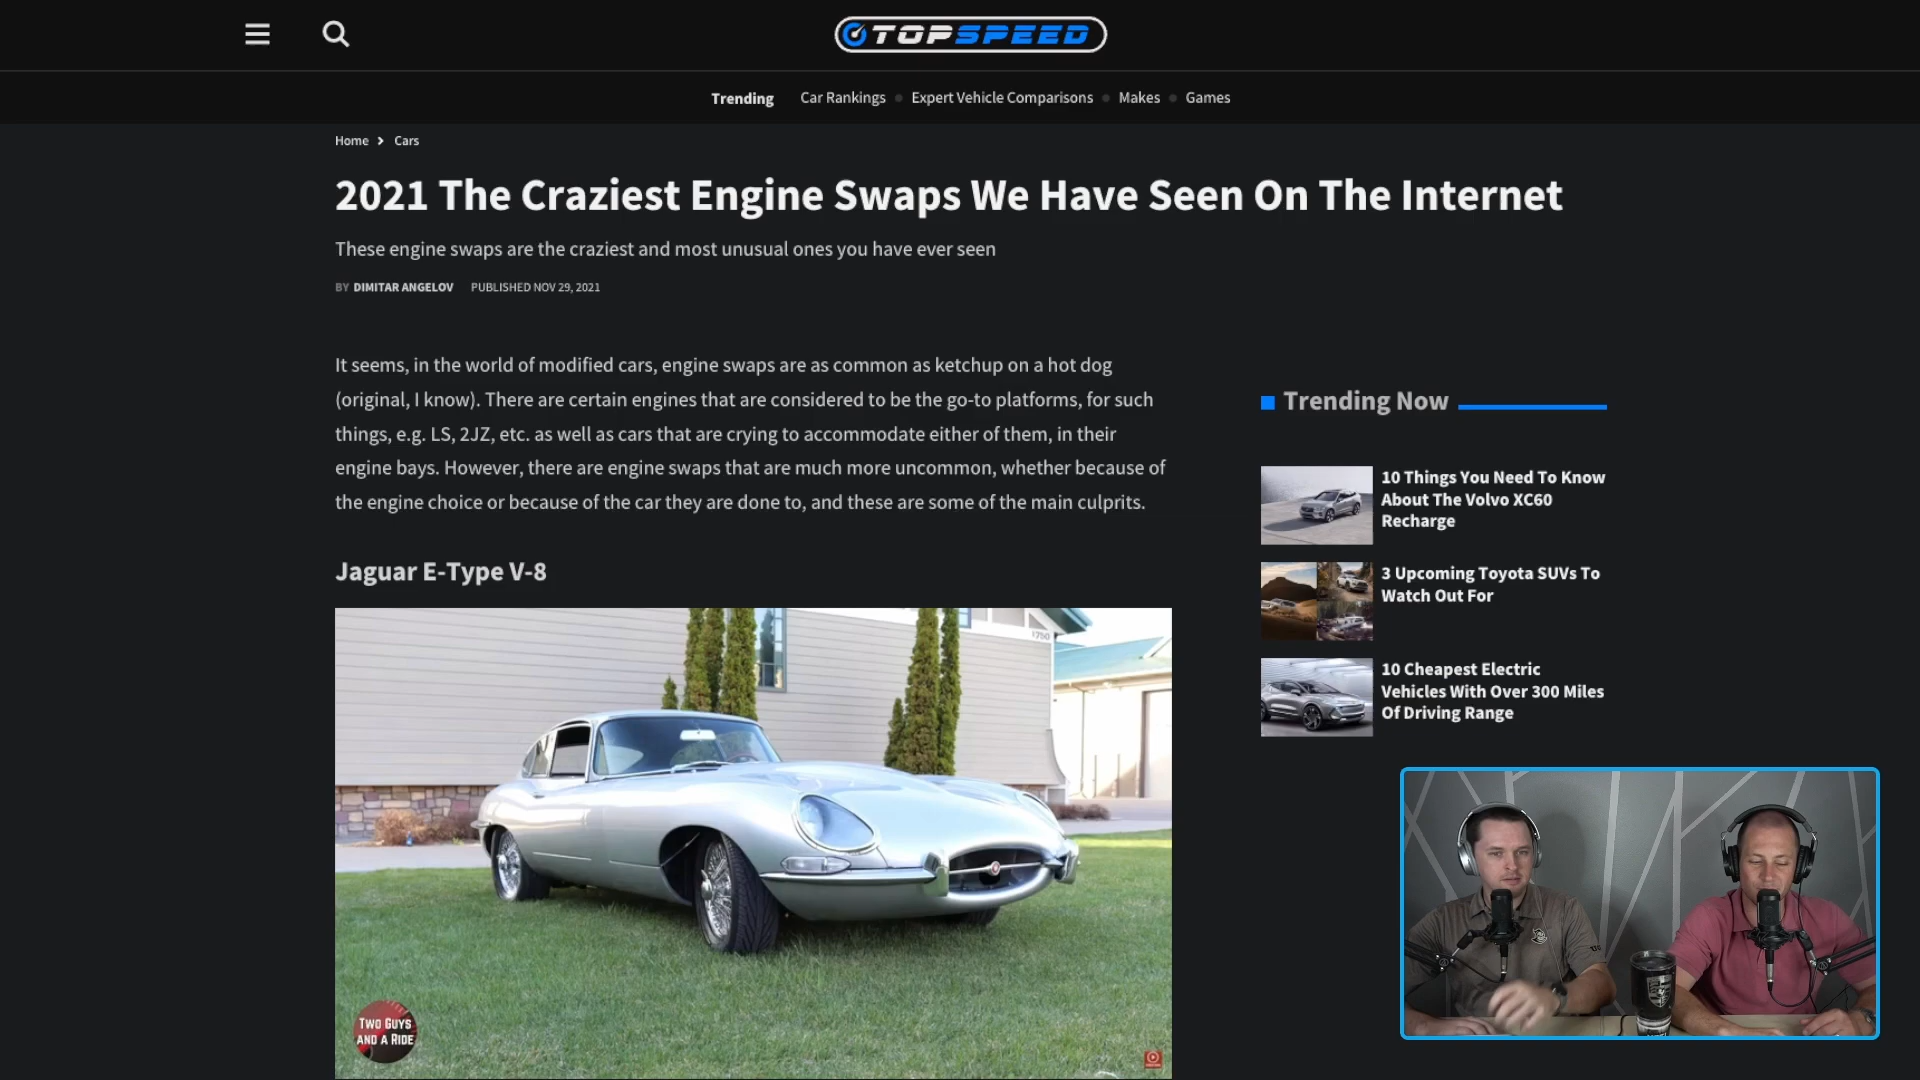 TOPSPEED
Trending
Car Rankings
Expert Vehicle Comparisons
Makes
Games
Home
Cars
2021 The Craziest Engine Swaps We Have Seen On The Internet
These engine swaps are the craziest and most unusual ones you have ever seen
BY DIMITAR ANGELOV PUBLISHED NOV 29, 2021
It seems, in the world of modified cars, engine swaps are as common as ketchup on a hot dog
(original, I know). There are certain engines that are considered to be the go-to platforms, for such
things, e.g. LS, 2JZ, etc. as well as cars that are crying to accommodate either of them, in their
engine bays. However, there are engine swaps that are much more uncommon, whether because of
the engine choice or because of the car they are done to, and these are some of the main culprits.
Jaguar E-Type V-8
1750
TWO GUYS
AND A RIDE
Trending Now
10 Things You Need To Know
About The Volvo XC60
Recharge
3 Upcoming Toyota SUVs To
Watch Out For
10 Cheapest Electric
Vehicles With Over 300 Miles
Of Driving Range